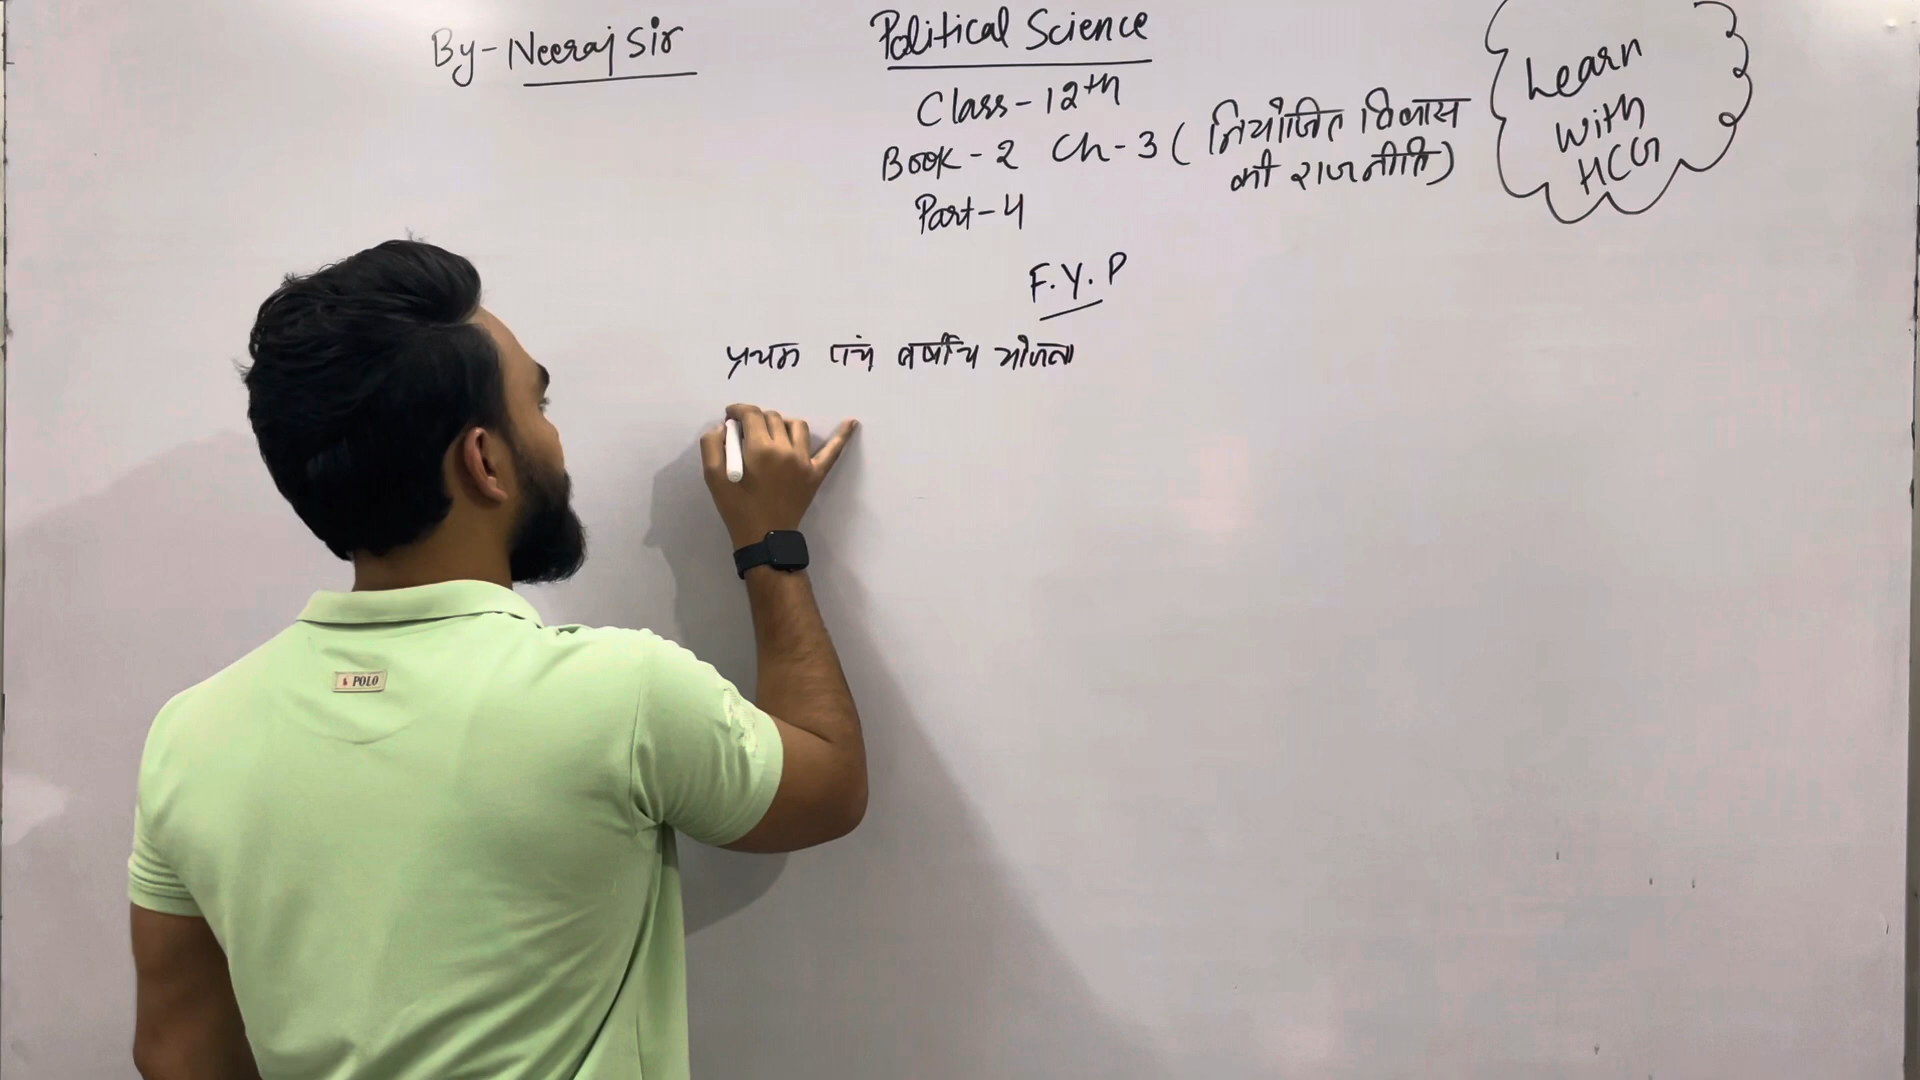 By- Neeraj Sir
Political Science
Class - 12th
Book - 2 Ch - 3 ( नियोजित विकास
की राजनीति)
Part - 4
Learn
with
HCG
F.Y.P
प्रथम पंच वर्षीय योजना
POLO